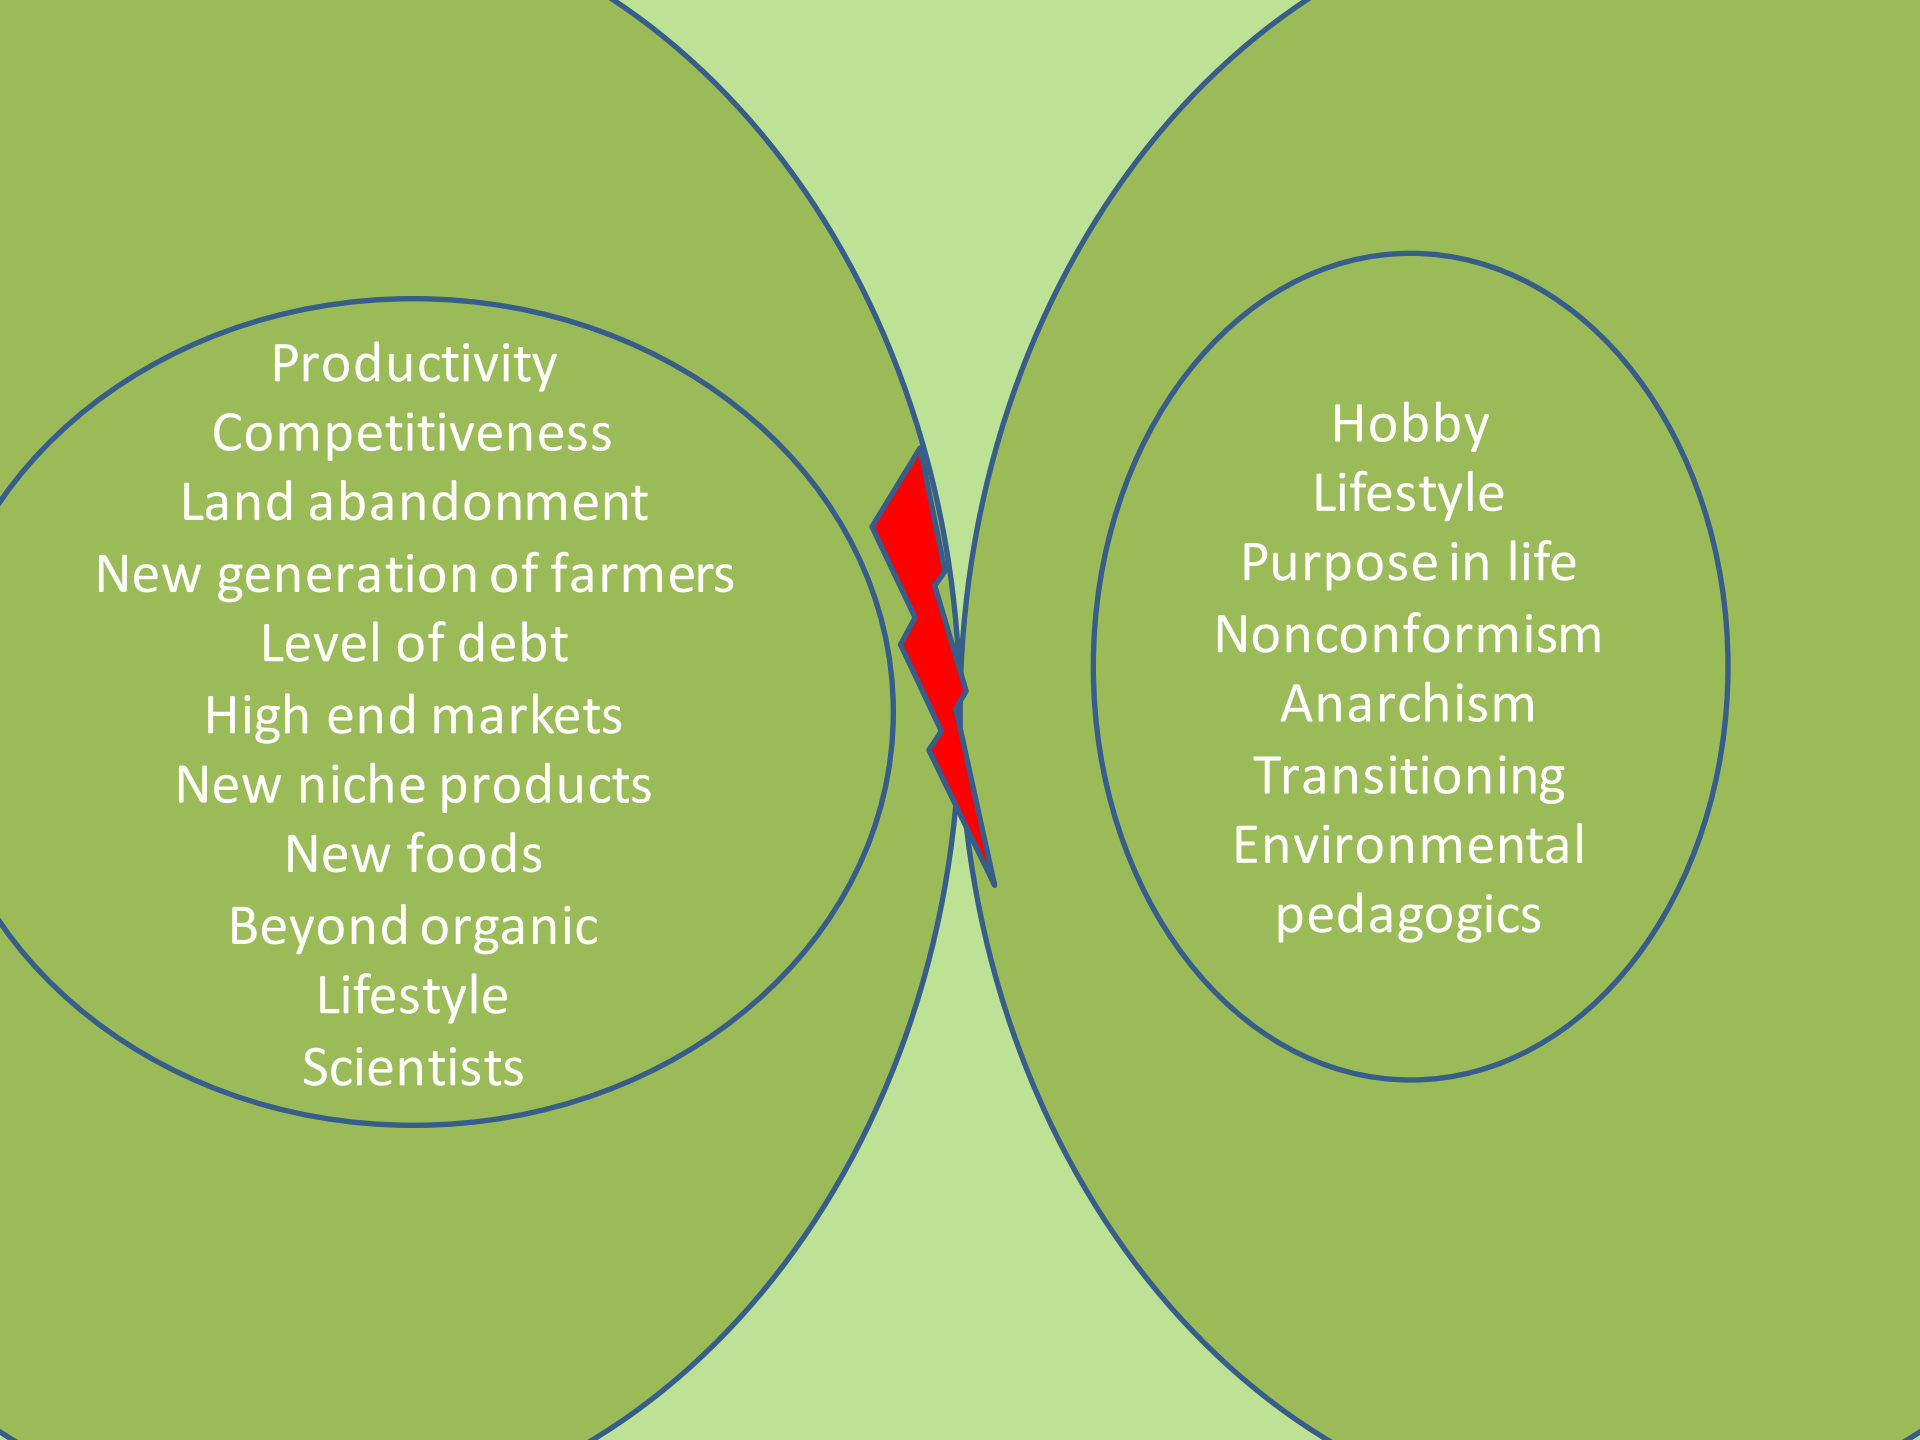 Productivity
Competitiveness
Land abandonment
New generation of farmers
Level of debt
High end markets
New niche products
New foods
Beyond organic
Lifestyle
Scientists
Hobby
Lifestyle
Purpose in life
Nonconformism
Anarchism
Transitioning
Environmental
pedagogics